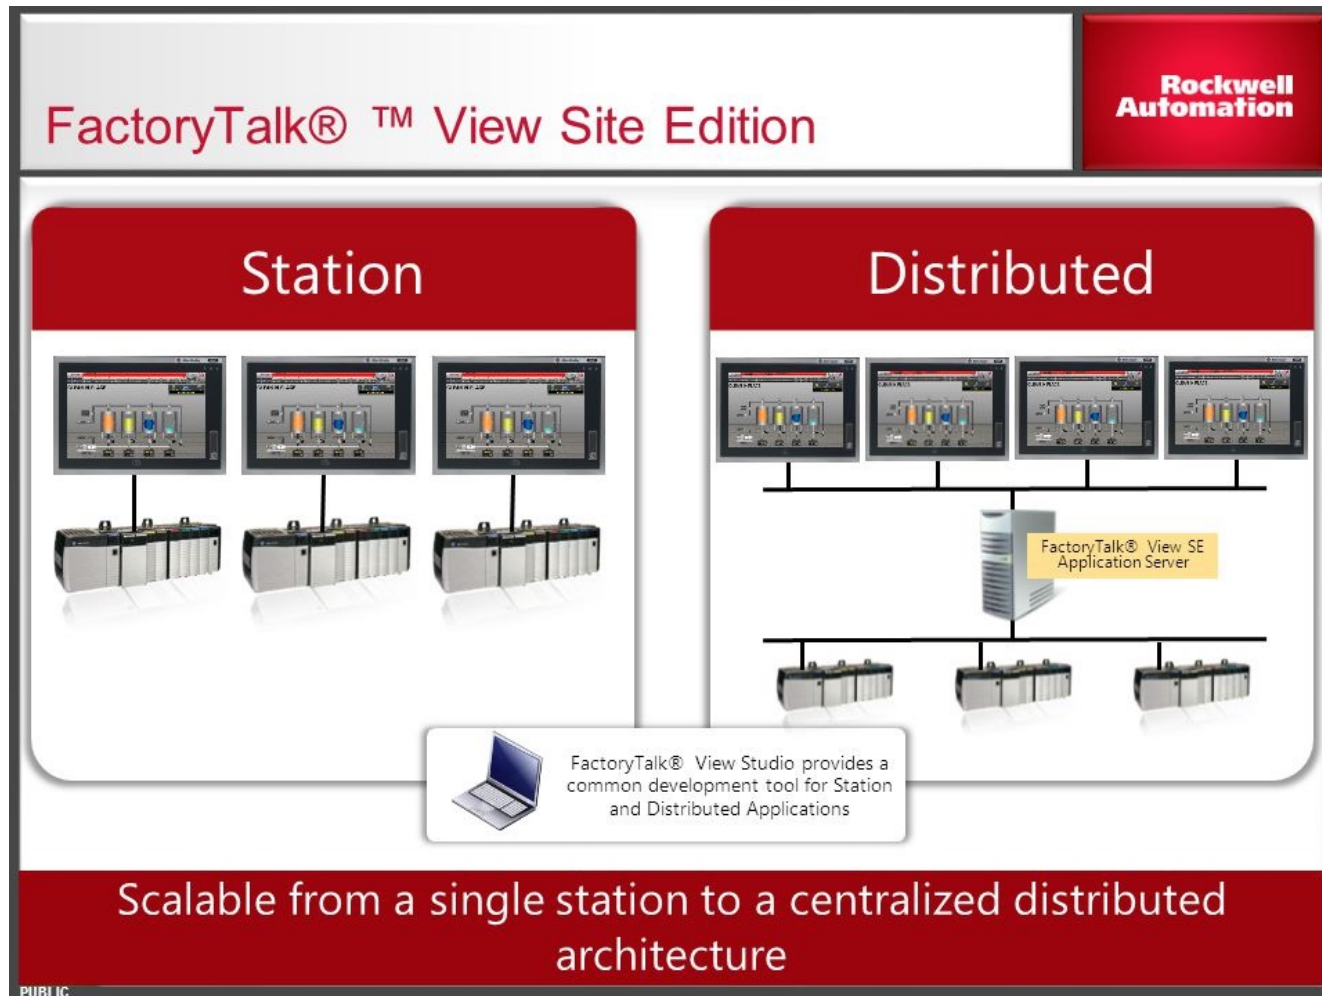 FactoryTalk® ™ View Site Edition
Rockwell
Automation
Station
Distributed
FactoryTalk® View SE
Application Server
FactoryTalk® View Studio provides a
common development tool for Station
and Distributed Applications
Scalable from a single station to a centralized distributed
architecture
PUBLIC